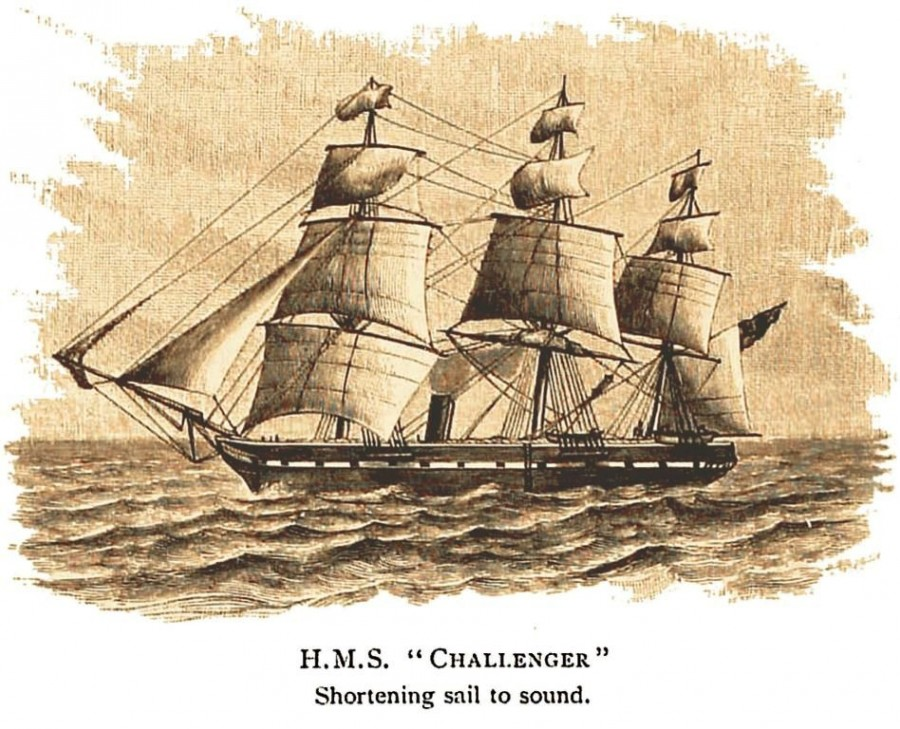 H.M.S. “CHALLENGER”
Shortening sail to sound.